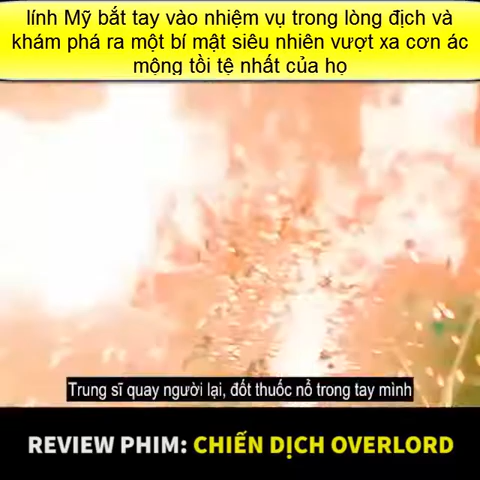 lính Mỹ bắt tay vào nhiệm vụ trong lòng địch và
khám phá ra một bí mật siêu nhiên vượt xa cơn ác
mộng tồi tệ nhất của họ
Trung sĩ quay người lại, đốt thuốc nổ trong tay mình
REVIEW PHIM: CHIẾN DỊCH OVERLORD